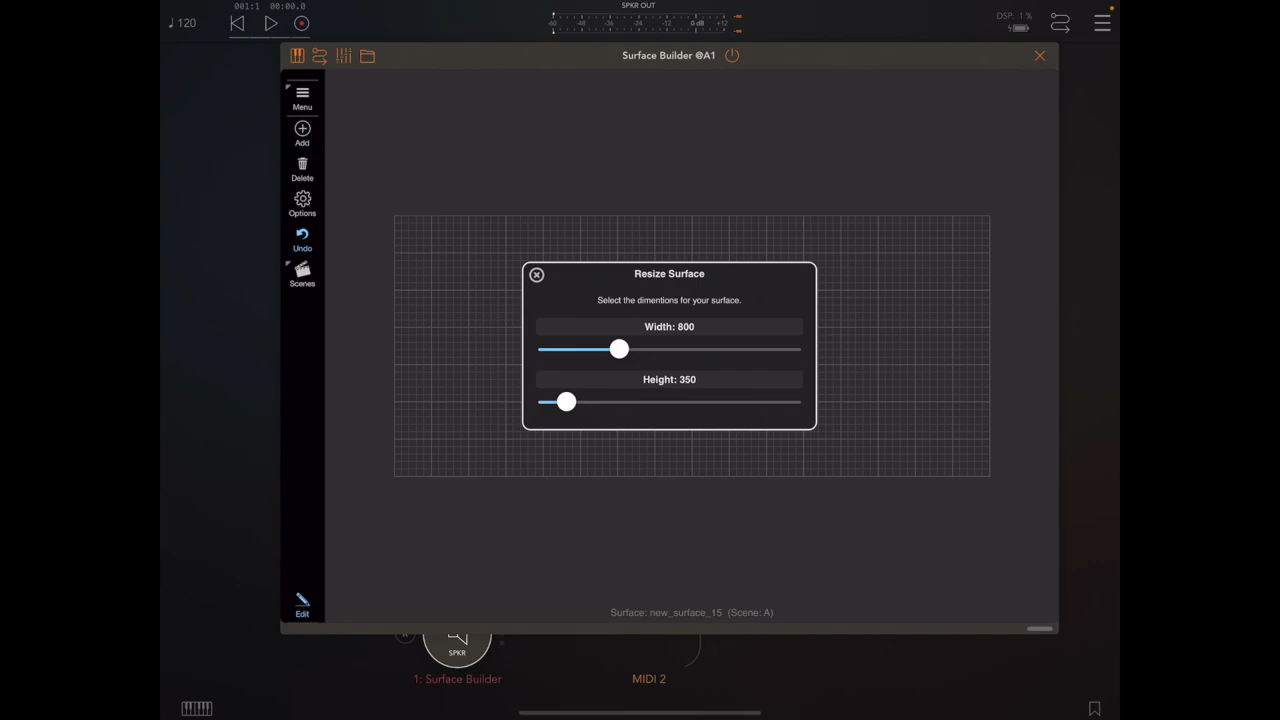 SPKR OUT
001:1 00:00.0
♩ 120
-60 -48 -36 -24 -12 0 dB +12
-∞
-∞
DSP: 1 %
Surface Builder @A1
Menu
Add
Delete
Options
Undo
Scenes
Resize Surface
Select the dimentions for your surface.
Width: 800
Height: 350
Edit
Surface: new_surface_15 (Scene: A)
SPKR
1: Surface Builder
MIDI 2